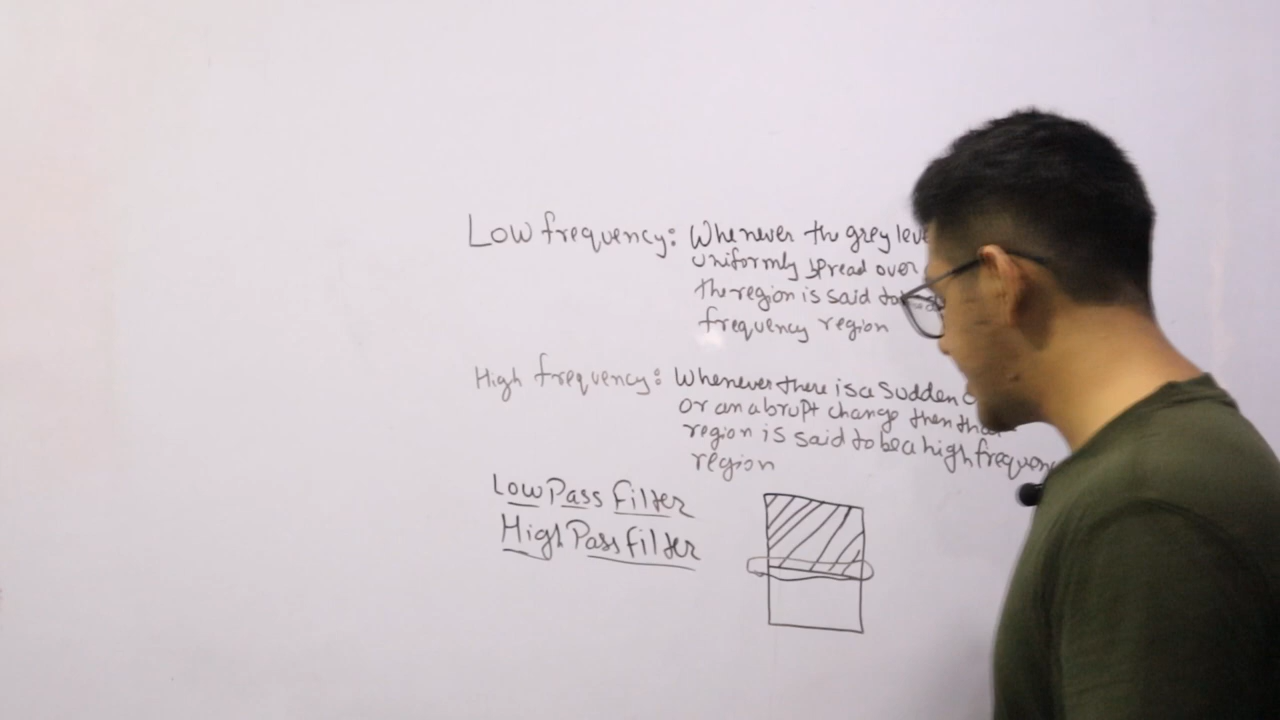 Low frequency: Whenever the grey leve
uniformly spread over
the region is said to
frequency region
High frequency: Whenever there is a sudden c
or an abrupt change then that
region is said to be a high frequen
region
Low Pass Filter
High Pass filter